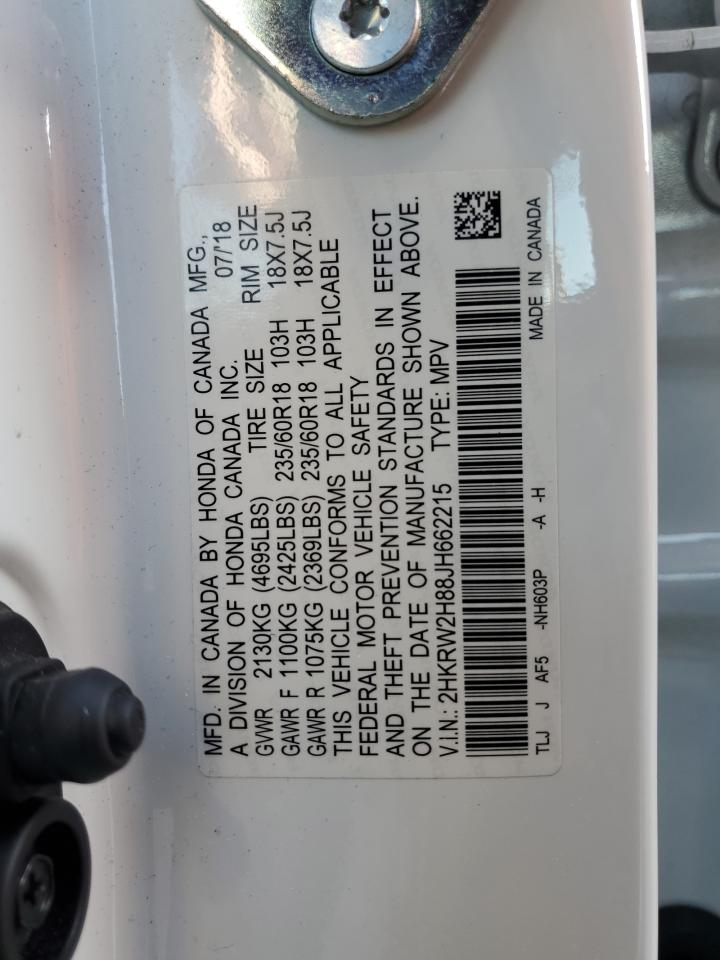 MFD. IN CANADA BY HONDA OF CANADA MFG.,
A DIVISION OF HONDA CANADA INC. 07/'18
GVWR 2130KG (4695LBS) TIRE SIZE RIM SIZE
GAWR F 1100KG (2425LBS) 235/60R18 103H 18X7.5J
GAWR R 1075KG (2369LBS) 235/60R18 103H 18X7.5J
THIS VEHICLE CONFORMS TO ALL APPLICABLE
FEDERAL MOTOR VEHICLE SAFETY
AND THEFT PREVENTION STANDARDS IN EFFECT
ON THE DATE OF MANUFACTURE SHOWN ABOVE.
V.I.N.: 2HKRW2H88JH662215 TYPE: MPV
TLJ J AF5 -NH603P -A -H MADE IN CANADA